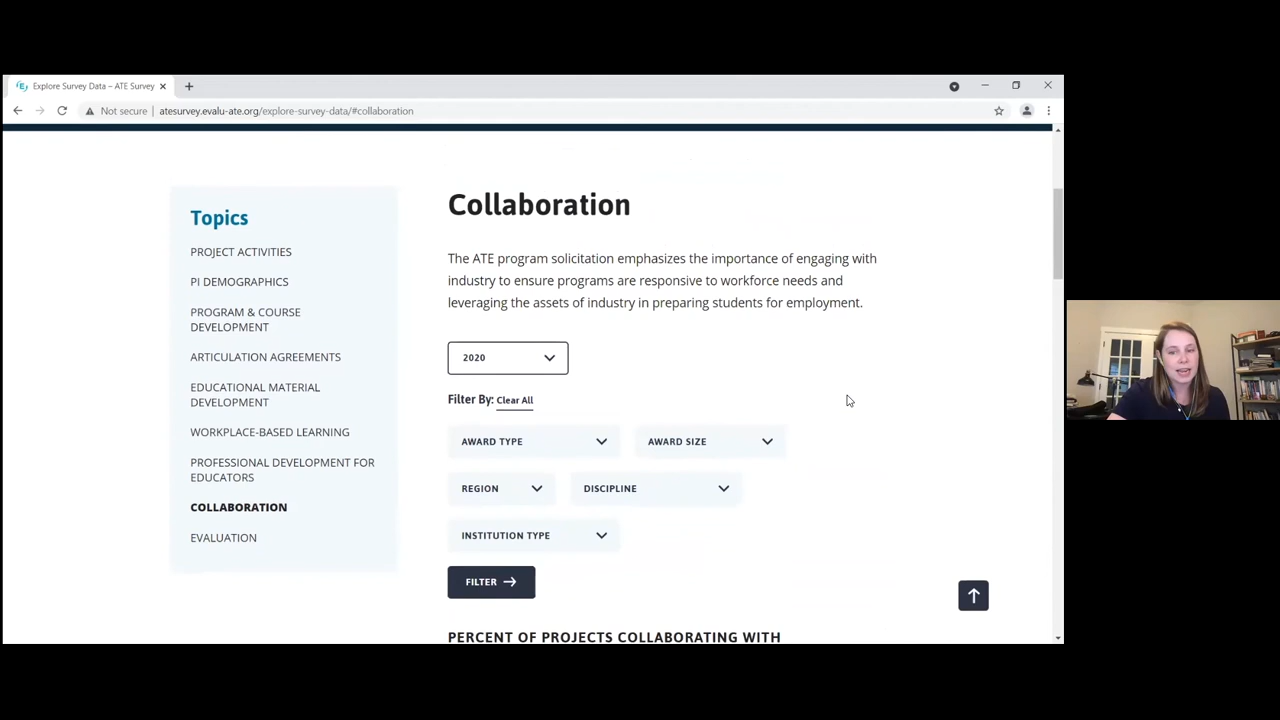 Explore Survey Data – ATE Survey
Not secure
atesurvey.evalu-ate.org/explore-survey-data/#collaboration
Topics
PROJECT ACTIVITIES
PI DEMOGRAPHICS
PROGRAM & COURSE
DEVELOPMENT
ARTICULATION AGREEMENTS
EDUCATIONAL MATERIAL
DEVELOPMENT
WORKPLACE-BASED LEARNING
PROFESSIONAL DEVELOPMENT FOR
EDUCATORS
COLLABORATION
EVALUATION
Collaboration
The ATE program solicitation emphasizes the importance of engaging with
industry to ensure programs are responsive to workforce needs and
leveraging the assets of industry in preparing students for employment.
2020
Filter By: Clear All
AWARD TYPE
AWARD SIZE
REGION
DISCIPLINE
INSTITUTION TYPE
FILTER
PERCENT OF PROJECTS COLLABORATING WITH